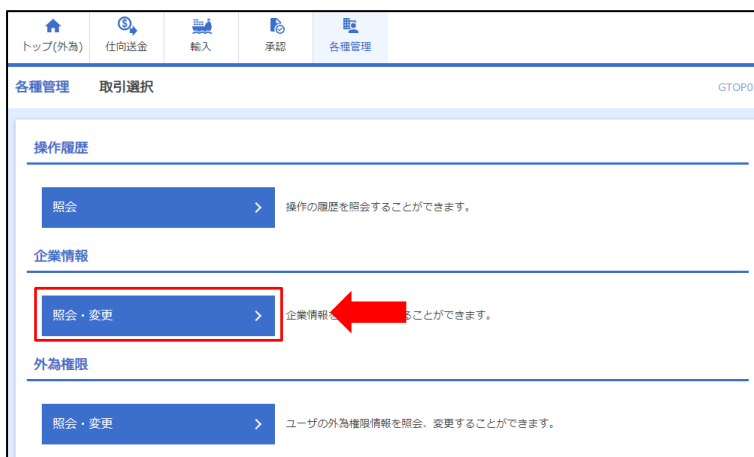 トップ(外為) 仕向送金 輸入 承認 各種管理
各種管理 取引選択 GTOP0
操作履歴
照会 操作の履歴を照会することができます。
企業情報
照会・変更 企業情報を ることができます。
外為権限
照会・変更 ユーザの外為権限情報を照会、変更することができます。